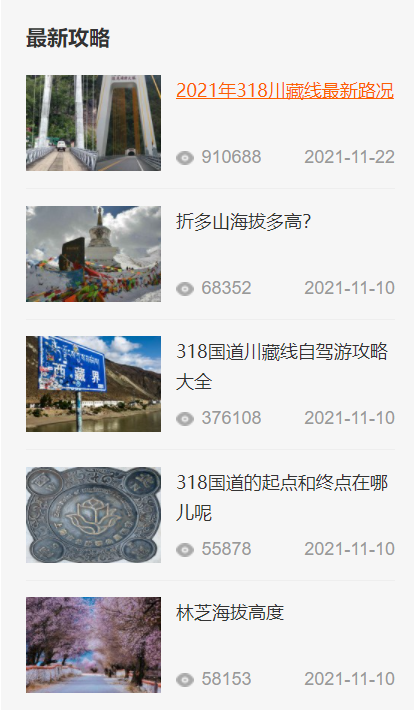 最新攻略
2021年318川藏线最新路况
910688 2021-11-22
折多山海拔多高？
68352 2021-11-10
西藏界
318国道川藏线自驾游攻略
大全
376108 2021-11-10
318国道的起点和终点在哪
儿呢
55878 2021-11-10
林芝海拔高度
58153 2021-11-10